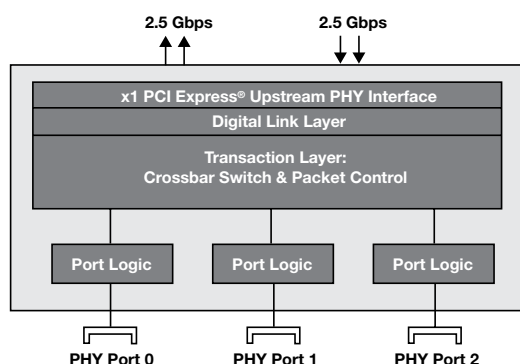 2.5 Gbps 2.5 Gbps
x1 PCI Express® Upstream PHY Interface
Digital Link Layer
Transaction Layer:
Crossbar Switch & Packet Control
Port Logic Port Logic Port Logic
PHY Port 0 PHY Port 1 PHY Port 2